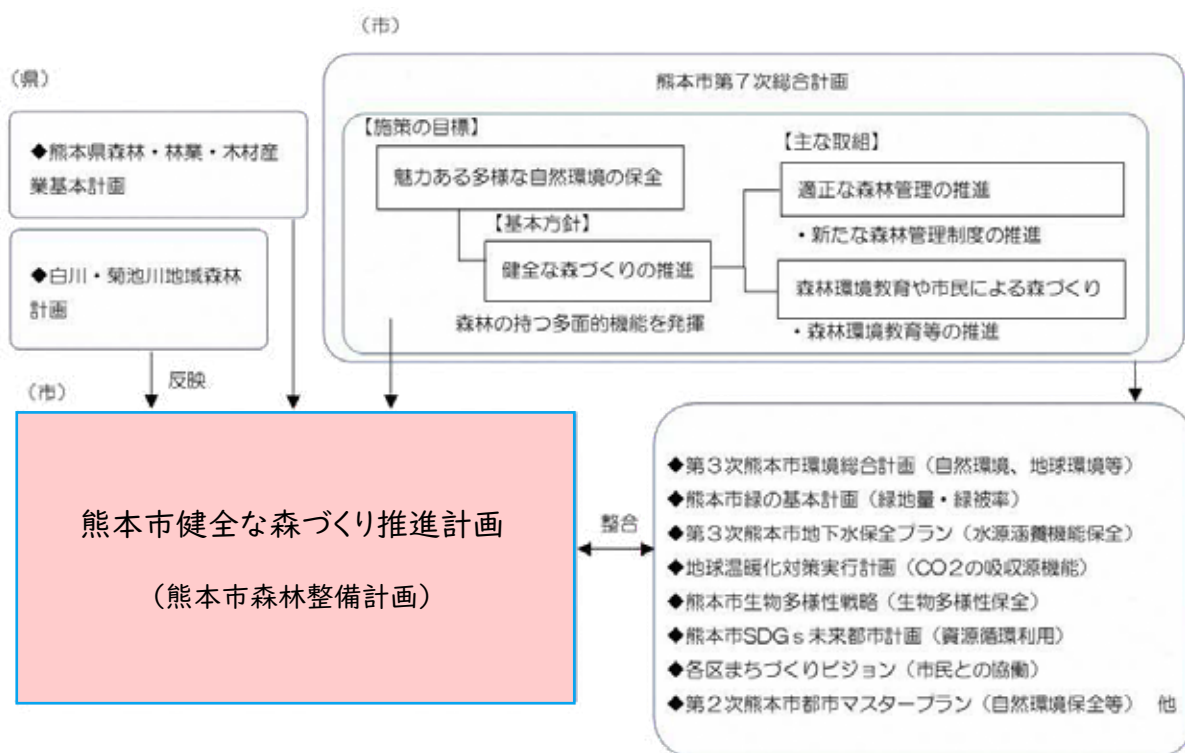 （市）
熊本市第７次総合計画
（県）
◆熊本県森林・林業・木材産
業基本計画
◆白川・菊池川地域森林
計画
【施策の目標】
魅力ある多様な自然環境の保全
【基本方針】
健全な森づくりの推進
森林の持つ多面的機能を発揮
【主な取組】
適正な森林管理の推進
・新たな森林管理制度の推進
森林環境教育や市民による森づくり
・森林環境教育等の推進
反映
（市）
熊本市健全な森づくり推進計画
（熊本市森林整備計画）
整合
◆第３次熊本市環境総合計画（自然環境、地球環境等）
◆熊本市緑の基本計画（緑地量・緑被率）
◆第３次熊本市地下水保全プラン（水源涵養機能保全）
◆地球温暖化対策実行計画（CO２の吸収源機能）
◆熊本市生物多様性戦略（生物多様性保全）
◆熊本市SDGｓ未来都市計画（資源循環利用）
◆各区まちづくりビジョン（市民との協働）
◆第２次熊本市都市マスタープラン（自然環境保全等）　他